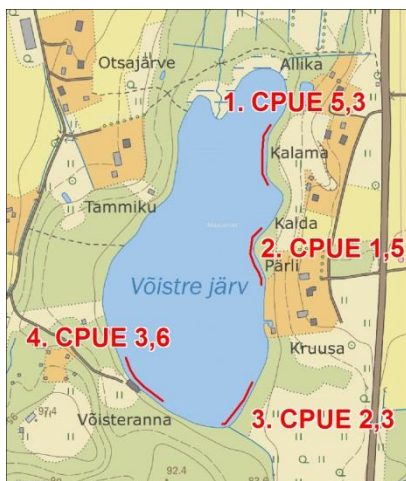 Otsajärve
Allika
1. CPUE 5,3
Kalama
Tammiku
Kalda
2. CPUE 1,5
Pärli
Võistre järv
4. CPUE 3,6
Kruusa
97.4
Võisteranna
3. CPUE 2,3
92.4